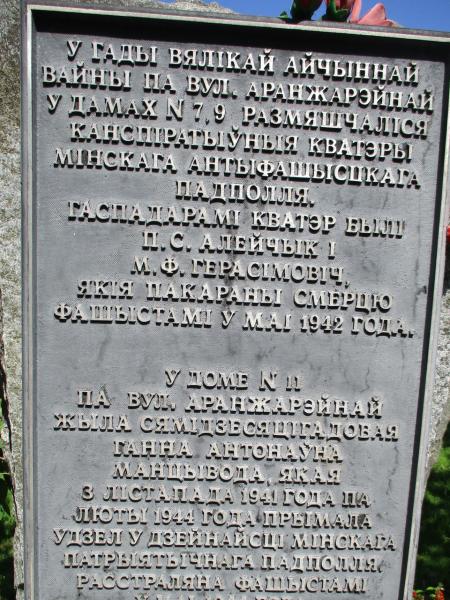 У ГАДЫ ВЯЛІКАЙ АЙЧЫННАЙ
ВАЙНЫ ПА ВУЛ. АРАНЖАРЭЙНАЙ
У ДАМАХ N 7, 9 РАЗМЯШЧАЛІСЯ
КАНСПІРАТЫЎНЫЯ КВАТЭРЫ
МІНСКАГА АНТЫФАШЫСЦКАГА
ПАДПОЛЛЯ.
ГАСПАДАРАМІ КВАТЭР БЫЛІ
П. С. АЛЕЙЧЫК І
М. Ф. ГЕРАСІМОВІЧ,
ЯКІЯ ПАКАРАНЫ СМЕРЦЮ
ФАШЫСТАМІ Ў МАІ 1942 ГОДА.
У ДОМЕ N 11
ПА ВУЛ. АРАНЖАРЭЙНАЙ
ЖЫЛА СЯМІДЗЕСЯЦІГАДОВАЯ
ГАННА АНТОНАЎНА
МАНЦЫВОДА, ЯКАЯ
З ЛІСТАПАДА 1941 ГОДА ПА
ЛЮТЫ 1944 ГОДА ПРЫМАЛА
ЎДЗЕЛ У ДЗЕЙНАЙСЦІ МІНСКАГА
ПАТРЫЯТЫЧНАГА ПАДПОЛЛЯ.
РАССТРАЛЯНА ФАШЫСТАМІ